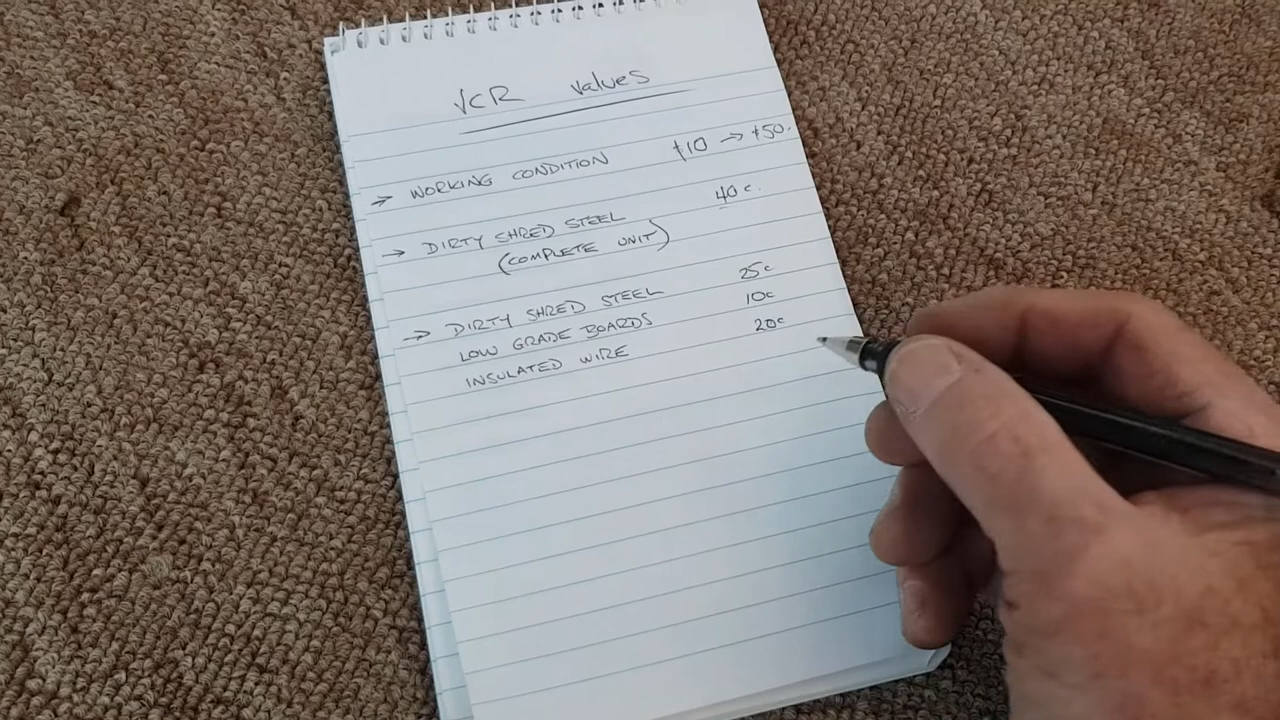 VCR values
→ WORKING CONDITION $10 → $50.
→ DIRTY SHRED STEEL 40c.
(COMPLETE UNIT)
→ DIRTY SHRED STEEL 25c
LOW GRADE BOARDS 10c
INSULATED WIRE 20c